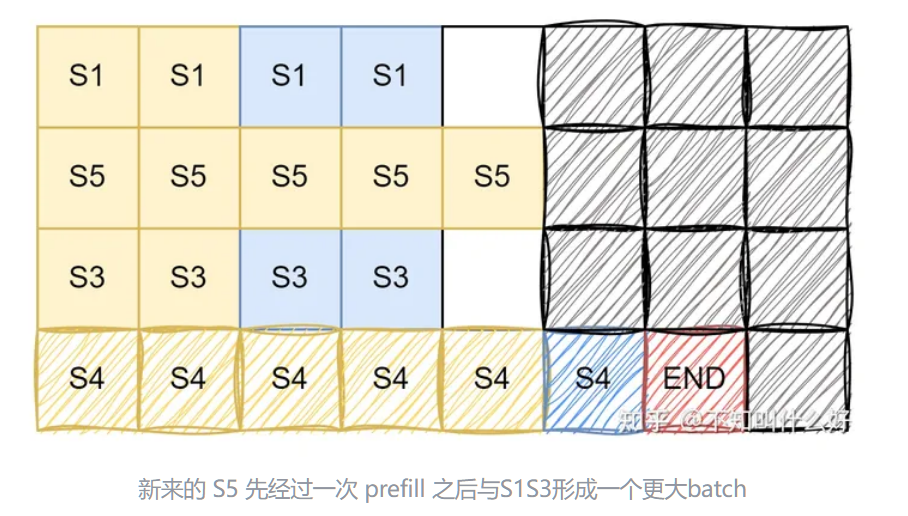 S1 S1 S1 S1
S5 S5 S5 S5 S5
S3 S3 S3 S3
S4 S4 S4 S4 S4 S4 END
知乎 @不知叫什么好
新来的 S5 先经过一次 prefill 之后与S1S3形成一个更大batch